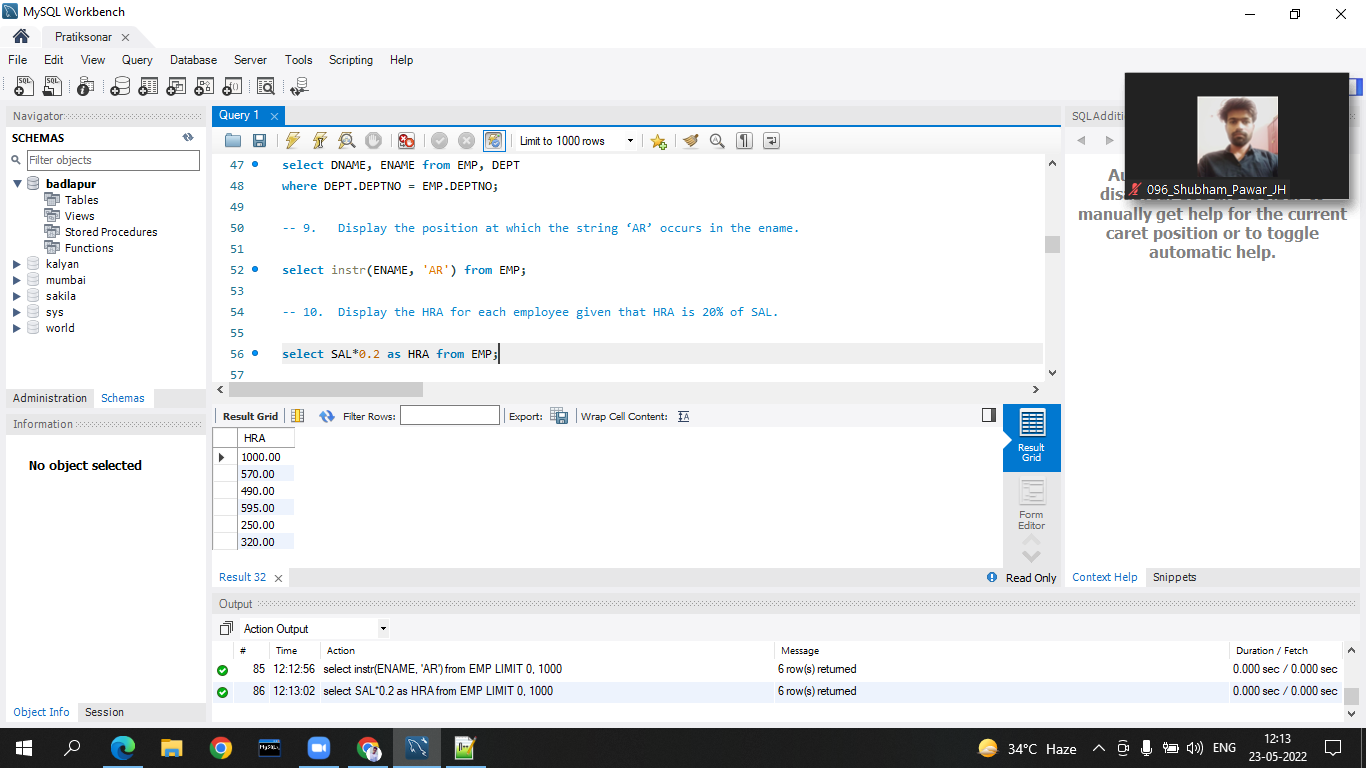 MySQL Workbench
Pratiksonar
File Edit View Query Database Server Tools Scripting Help
Navigator
SCHEMAS
Filter objects
badlapur
Tables
Views
Stored Procedures
Functions
kalyan
mumbai
sakila
sys
world
Administration Schemas
Information
No object selected
Object Info Session
Query 1
Limit to 1000 rows
47 select DNAME, ENAME from EMP, DEPT
48 where DEPT.DEPTNO = EMP.DEPTNO;
49
50 -- 9. Display the position at which the string ‘AR’ occurs in the ename.
51
52 select instr(ENAME, 'AR') from EMP;
53
54 -- 10. Display the HRA for each employee given that HRA is 20% of SAL.
55
56 select SAL*0.2 as HRA from EMP;
57
Result Grid Filter Rows: Export: Wrap Cell Content:
HRA
1000.00
570.00
490.00
595.00
250.00
320.00
Result Grid
Form Editor
Result 32
Read Only
SQL Additi
096_Shubham_Pawar_JH
manually get help for the current
caret position or to toggle
automatic help.
Context Help Snippets
Output
Action Output
# Time Action Message Duration / Fetch
85 12:12:56 select instr(ENAME, 'AR') from EMP LIMIT 0, 1000 6 row(s) returned 0.000 sec / 0.000 sec
86 12:13:02 select SAL*0.2 as HRA from EMP LIMIT 0, 1000 6 row(s) returned 0.000 sec / 0.000 sec
34°C Haze ENG
12:13
23-05-2022